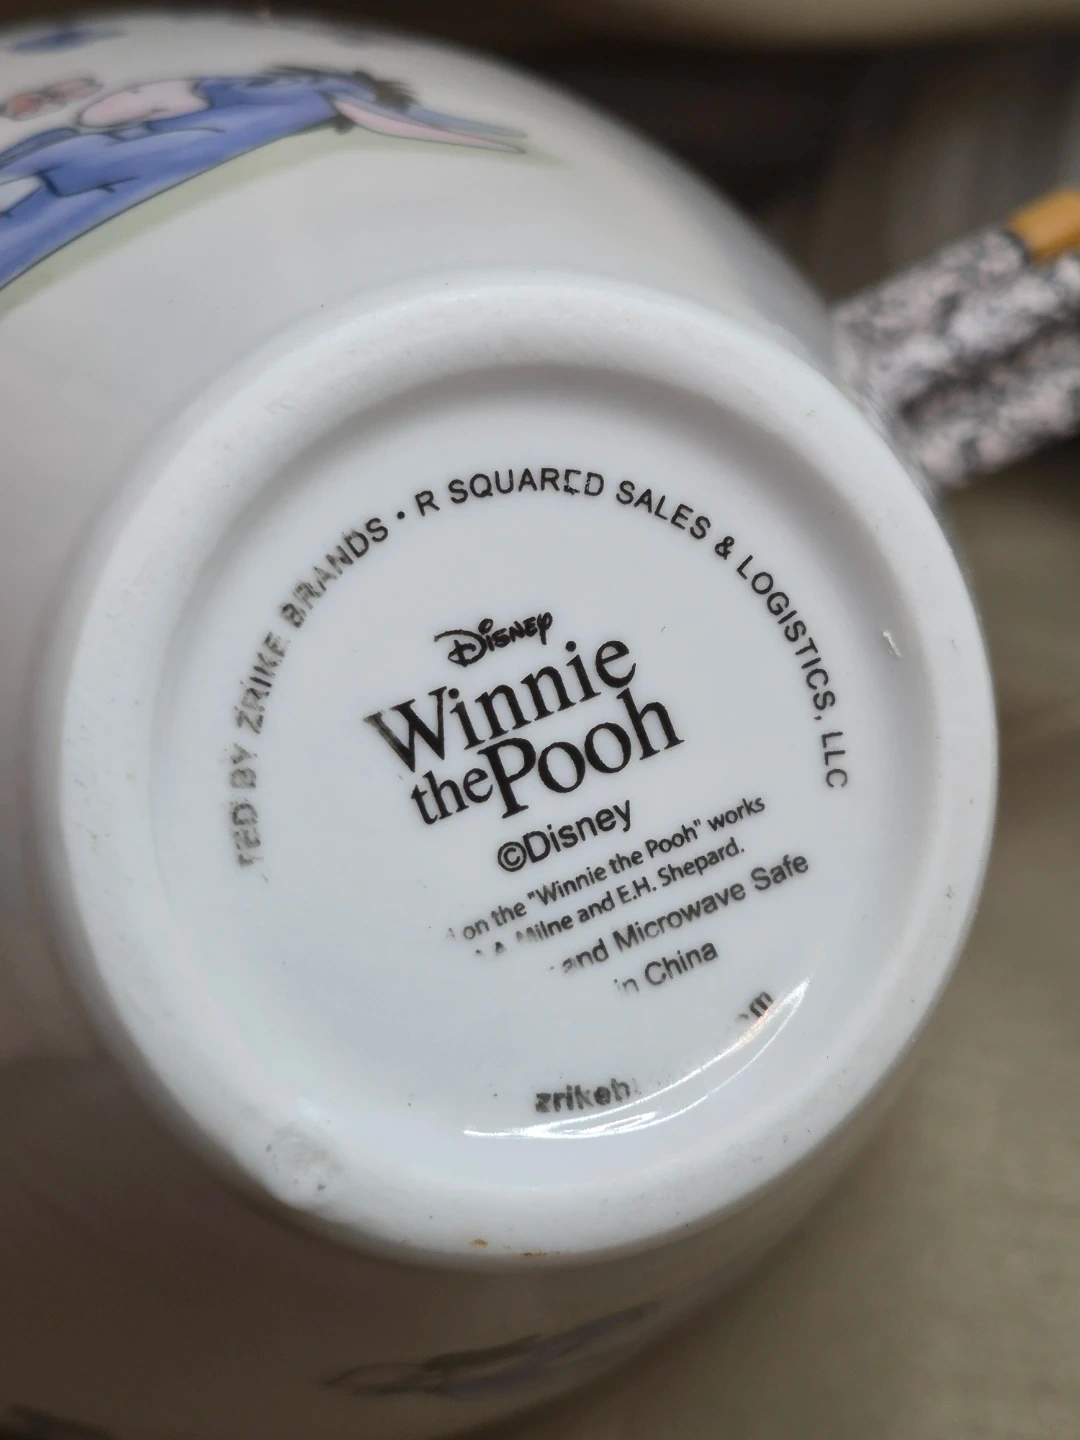 TED BY ZRIKE BRANDS • R SQUARED SALES & LOGISTICS, LLC
Disney
Winnie
the Pooh
©Disney
on the "Winnie the Pooh" works
Milne and E.H. Shepard.
and Microwave Safe
in China